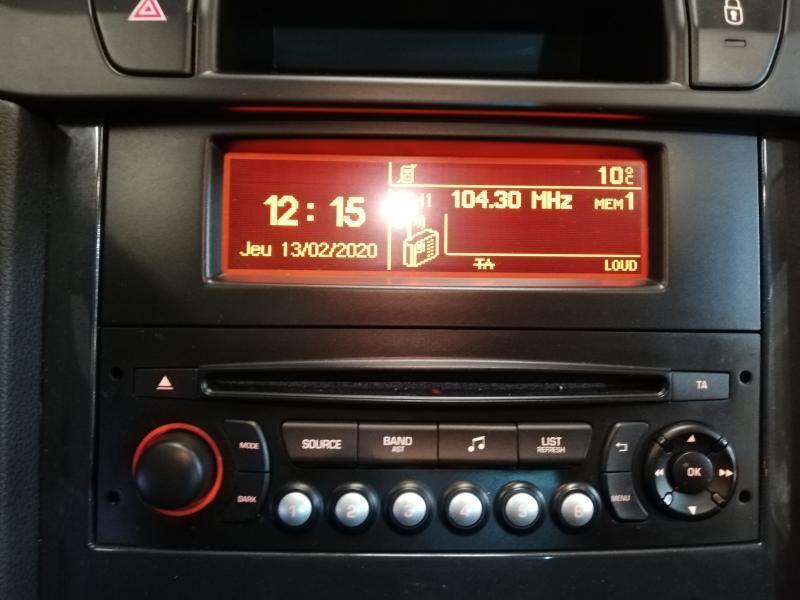 10°C
12:15
104.30 MHz MEM1
Jeu 13/02/2020
TA LOUD
TA
MODE
SOURCE
BAND
AST
LIST
REFRESH
OK
DARK
MENU
1 2 3 4 5 6